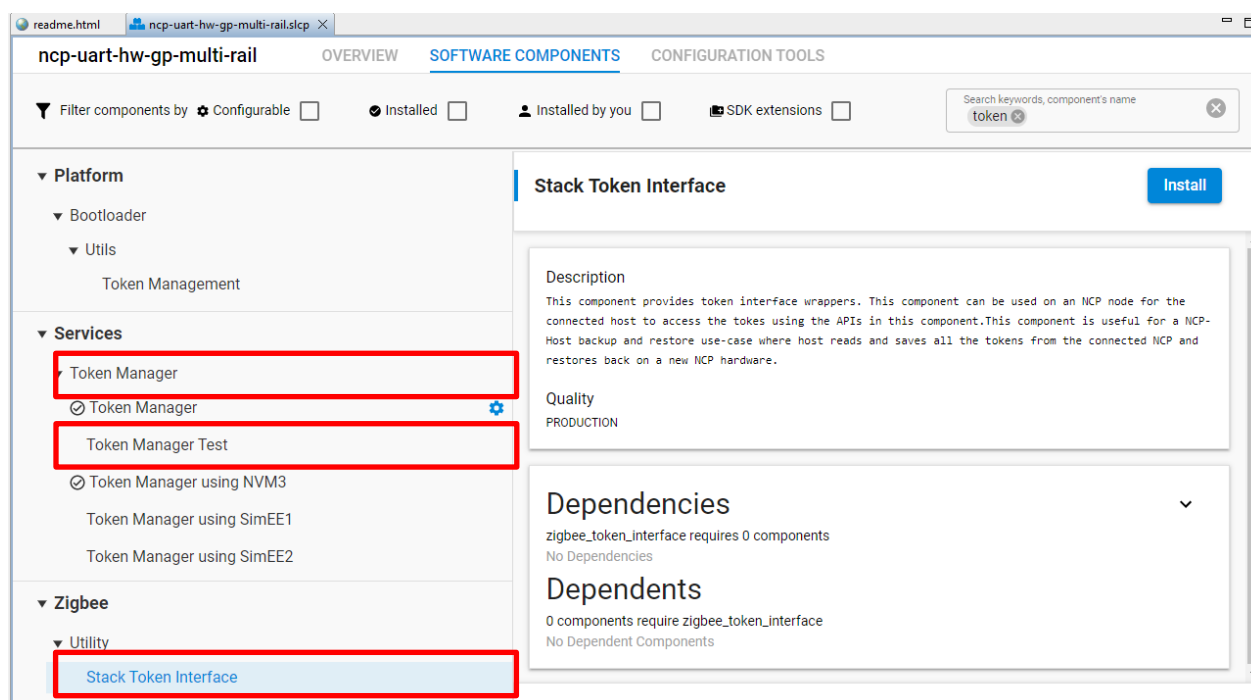 readme.html
ncp-uart-hw-gp-multi-rail.slcp
ncp-uart-hw-gp-multi-rail
OVERVIEW
SOFTWARE COMPONENTS
CONFIGURATION TOOLS
Filter components by
Configurable
Installed
Installed by you
SDK extensions
Search keywords, component's name
token
Platform
Bootloader
Utils
Token Management
Services
Token Manager
Token Manager
Token Manager Test
Token Manager using NVM3
Token Manager using SimEE1
Token Manager using SimEE2
Zigbee
Utility
Stack Token Interface
Stack Token Interface
Install
Description
This component provides token interface wrappers. This component can be used on an NCP node for the
connected host to access the tokes using the APIs in this component.This component is useful for a NCP-
Host backup and restore use-case where host reads and saves all the tokens from the connected NCP and
restores back on a new NCP hardware.
Quality
PRODUCTION
Dependencies
zigbee_token_interface requires 0 components
No Dependencies
Dependents
0 components require zigbee_token_interface
No Dependent Components